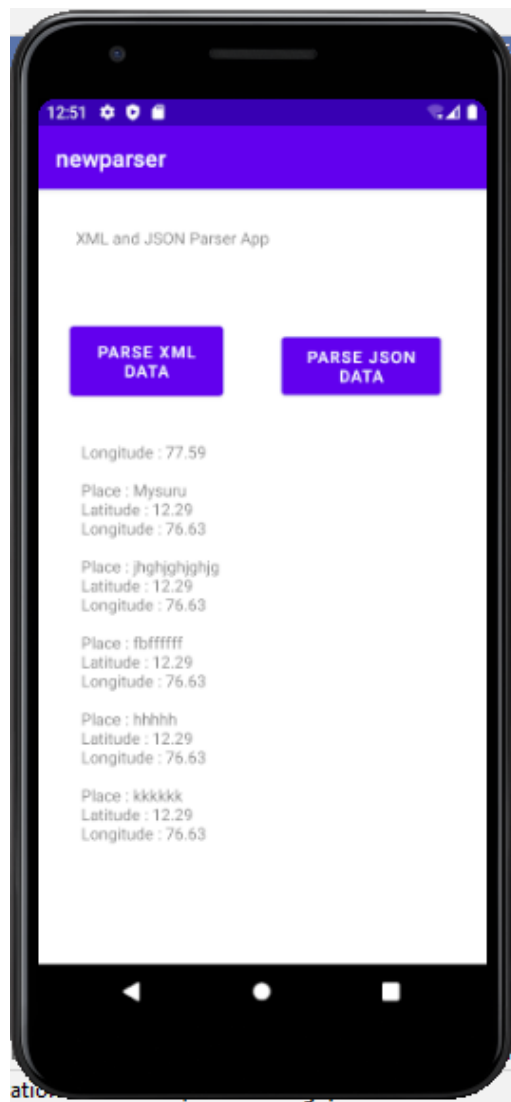 12:51
newparser
XML and JSON Parser App
PARSE XML
DATA
PARSE JSON
DATA
Longitude : 77.59
Place : Mysuru
Latitude : 12.29
Longitude : 76.63
Place : jhghjghjghjg
Latitude : 12.29
Longitude : 76.63
Place : fbffffff
Latitude : 12.29
Longitude : 76.63
Place : hhhhh
Latitude : 12.29
Longitude : 76.63
Place : kkkkkk
Latitude : 12.29
Longitude : 76.63